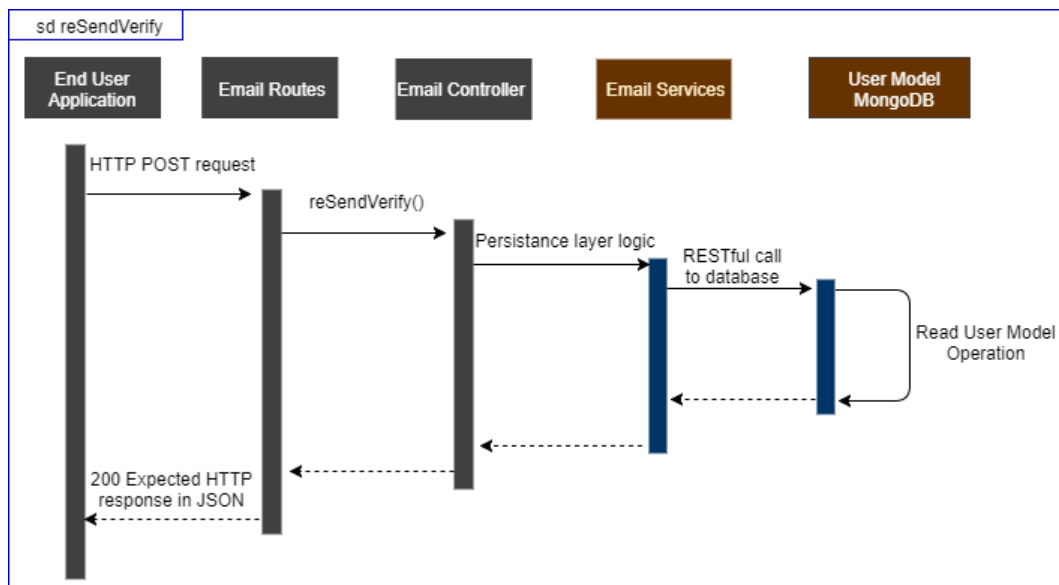 sd reSendVerify
End User
Application
Email Routes
Email Controller
Email Services
User Model
MongoDB
HTTP POST request
reSendVerify()
Persistance layer logic
RESTful call
to database
Read User Model
Operation
200 Expected HTTP
response in JSON